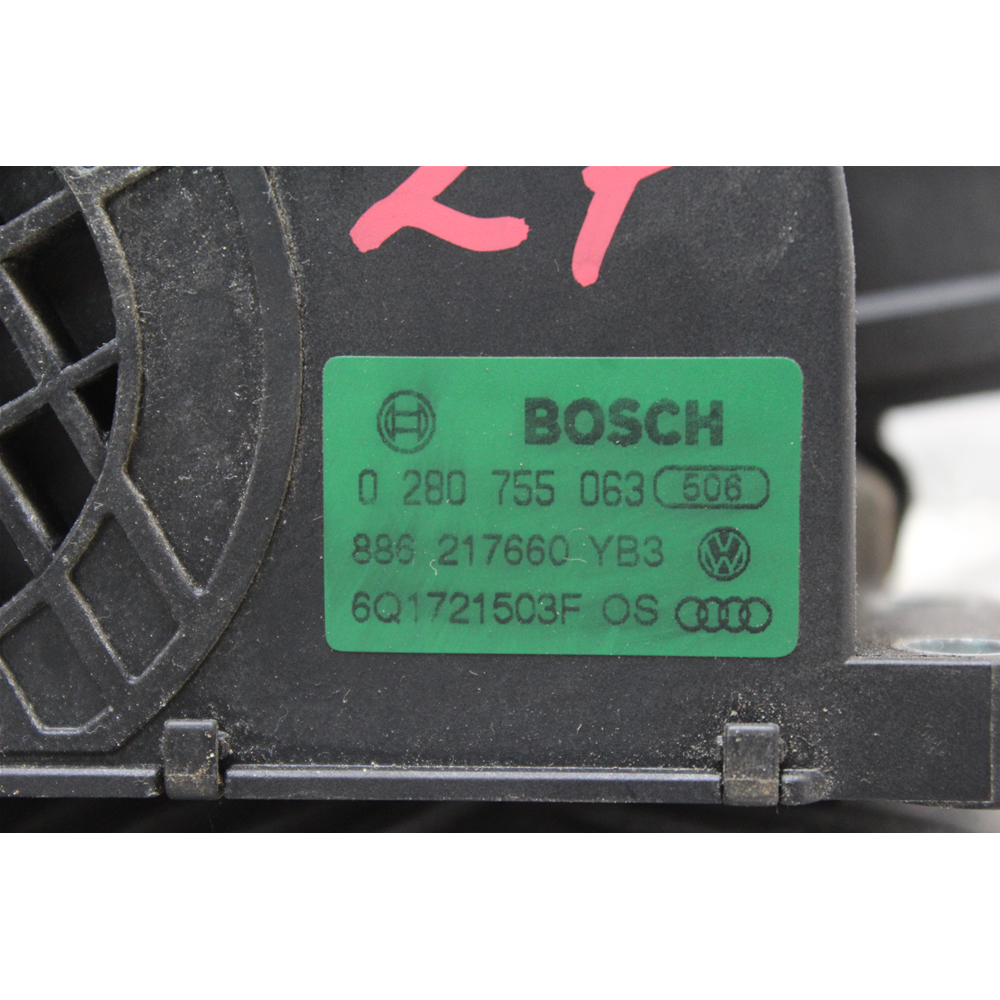 BOSCH
0 280 755 063 506
886 217660 YB3
6Q1721503F OS